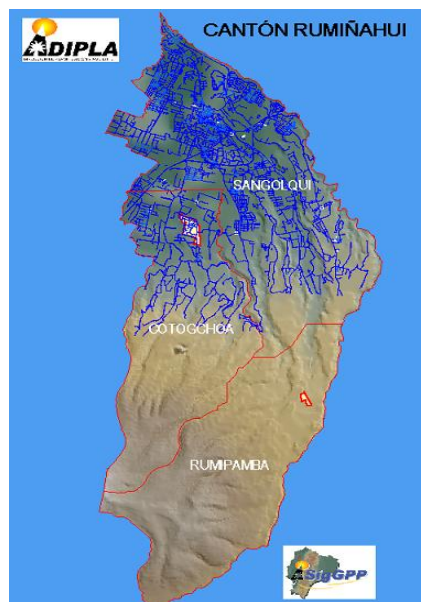 ADIPLA
CANTÓN RUMIÑAHUI
SANGOLQUI
COTOGCHOA
RUMIPAMBA
SigGPP